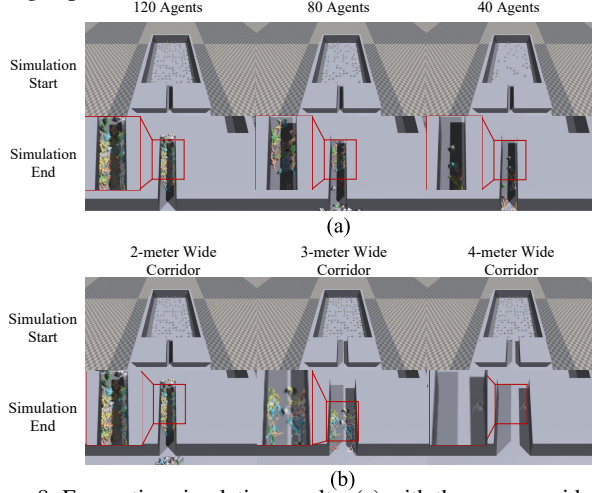 120 Agents 80 Agents 40 Agents
Simulation
Start
Simulation
End
(a)
2-meter Wide 3-meter Wide 4-meter Wide
Corridor Corridor Corridor
Simulation
Start
Simulation
End
(b)